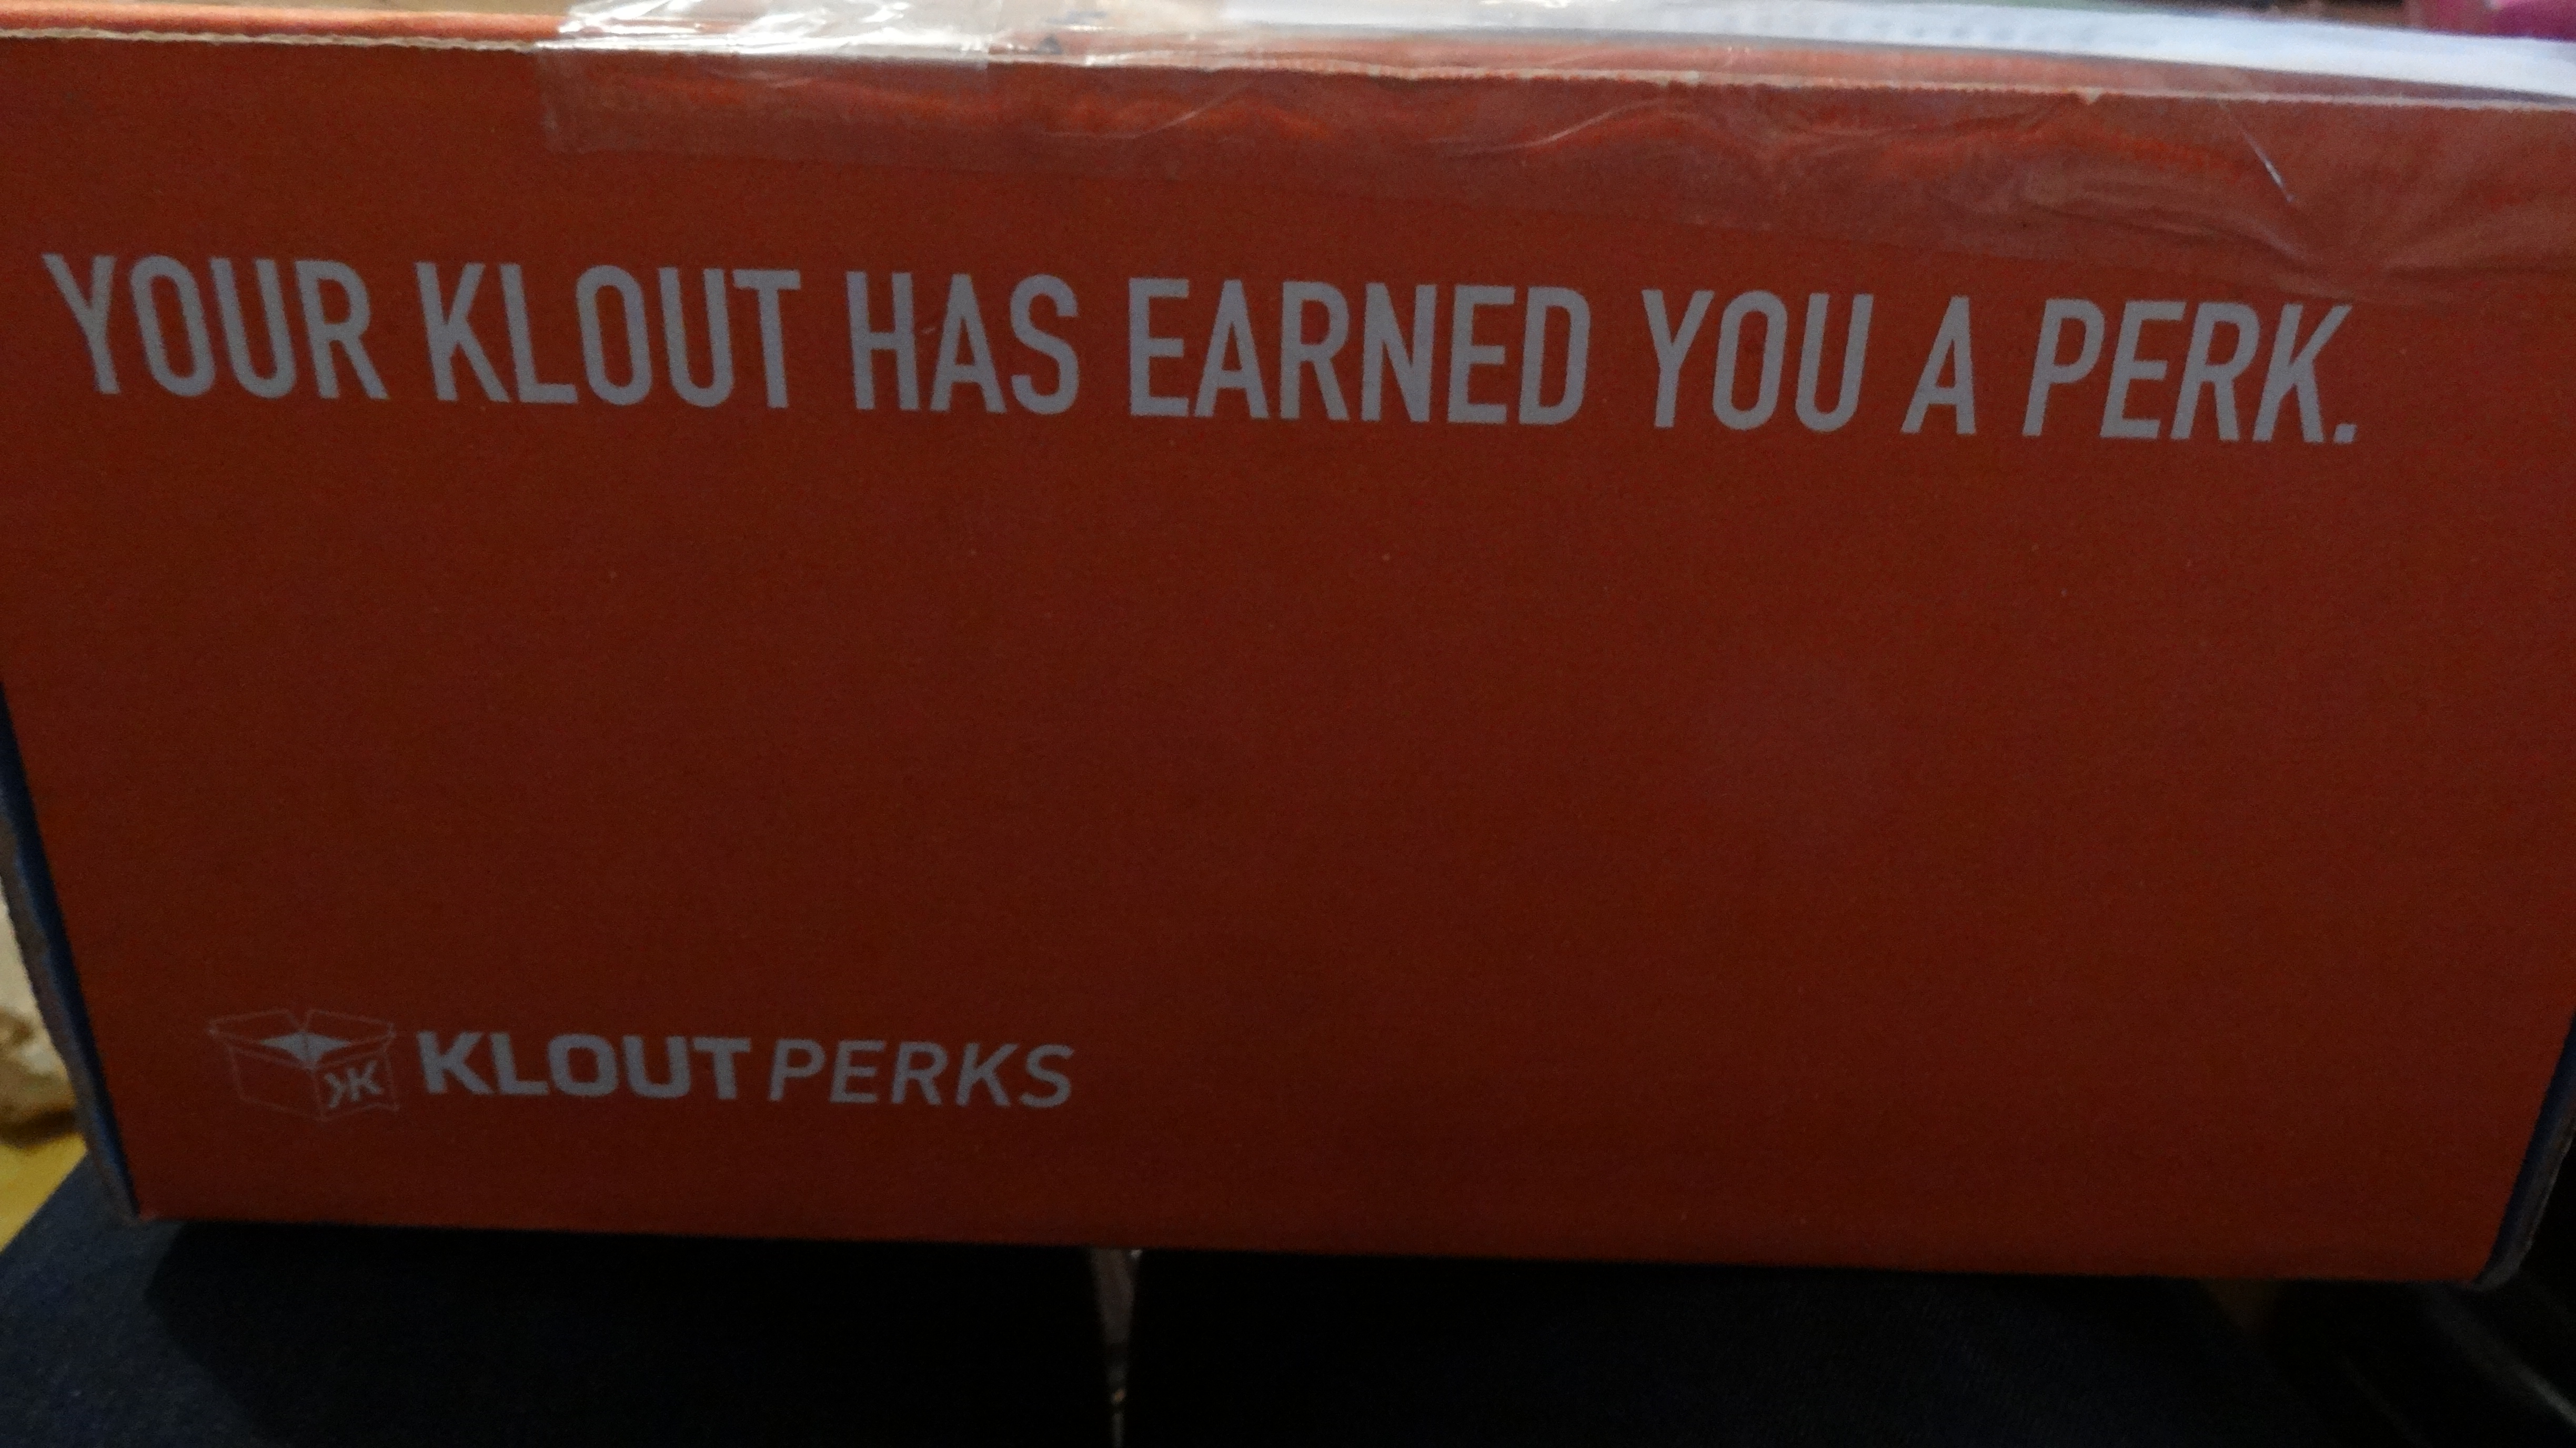 YOUR KLOUT HAS EARNED YOU A PERK.
KLOUT PERKS